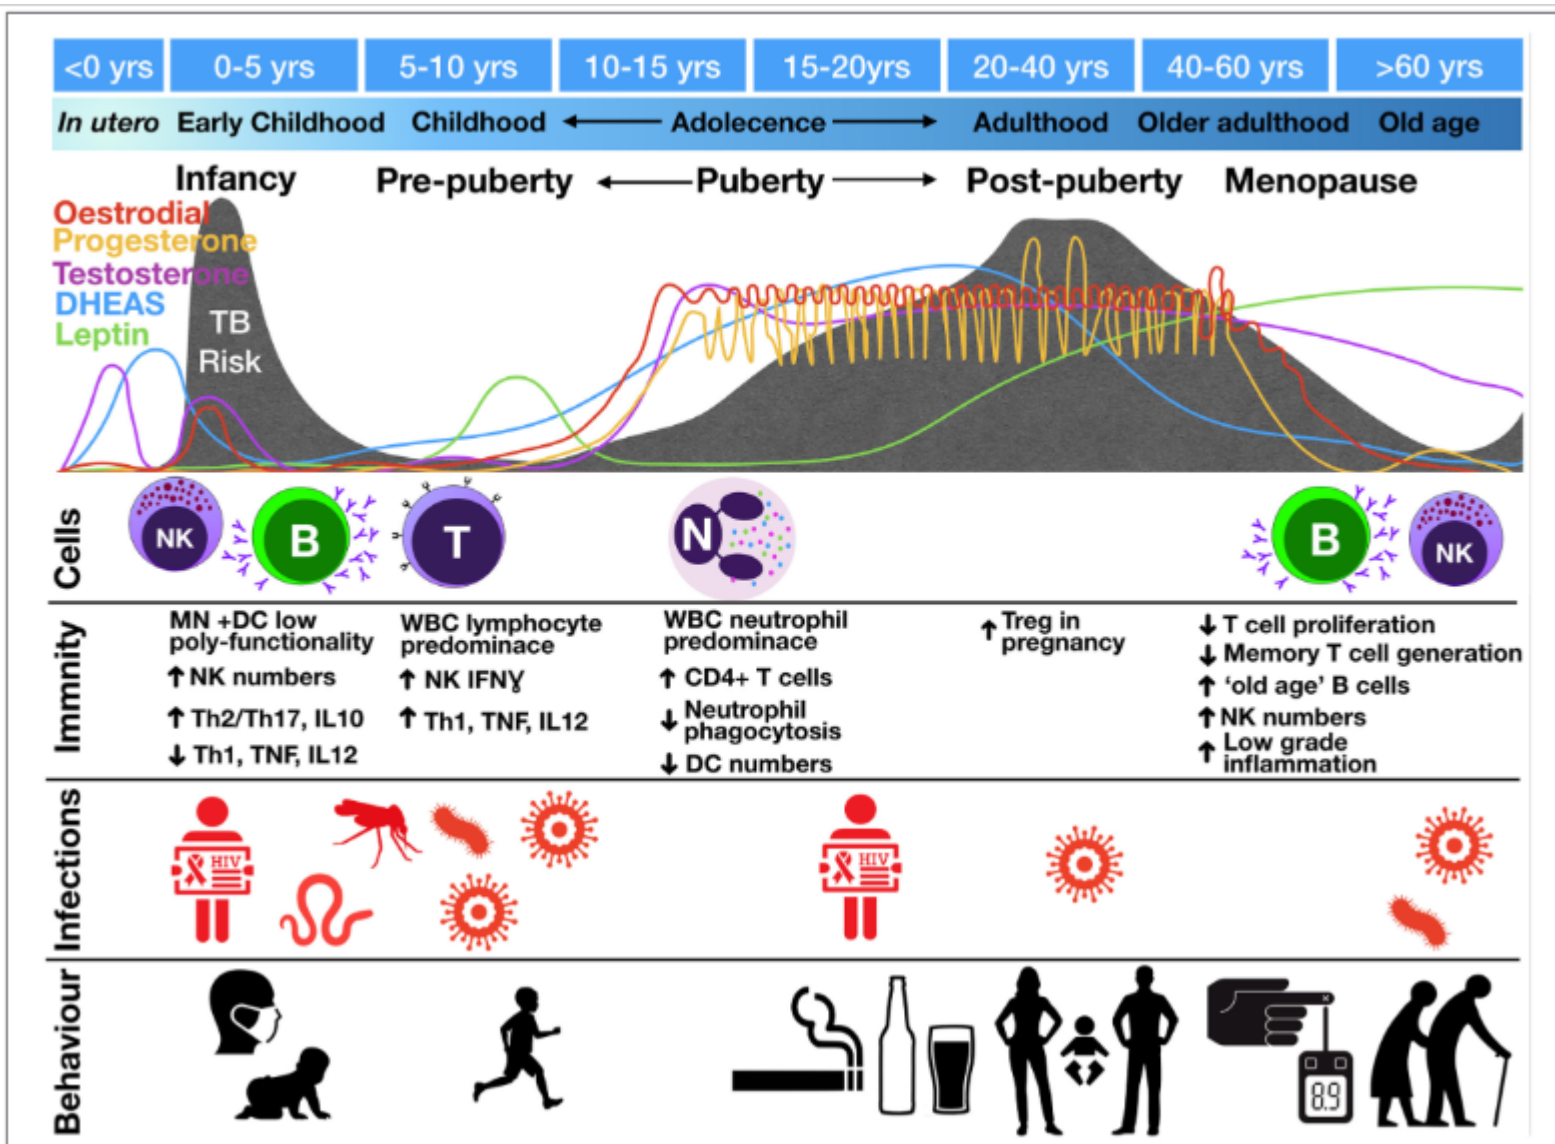 <0 yrs 0-5 yrs 5-10 yrs 10-15 yrs 15-20yrs 20-40 yrs 40-60 yrs >60 yrs
In utero Early Childhood Childhood Adolecence Adulthood Older adulthood Old age
Infancy Pre-puberty Puberty Post-puberty Menopause
Oestrodial
Progesterone
Testosterone
DHEAS
Leptin
TB
Risk
Cells
NK B T N B NK
Immnity
MN +DC low
poly-functionality
↑ NK numbers
↑ Th2/Th17, IL10
↓ Th1, TNF, IL12
WBC lymphocyte
predominace
↑ NK IFNɣ
↑ Th1, TNF, IL12
WBC neutrophil
predominace
↑ CD4+ T cells
↓ Neutrophil
phagocytosis
↓ DC numbers
↑ Treg in
pregnancy
↓ T cell proliferation
↓ Memory T cell generation
↑ 'old age' B cells
↑ NK numbers
↑ Low grade
inflammation
Infections
HIV
HIV
Behaviour
8.9